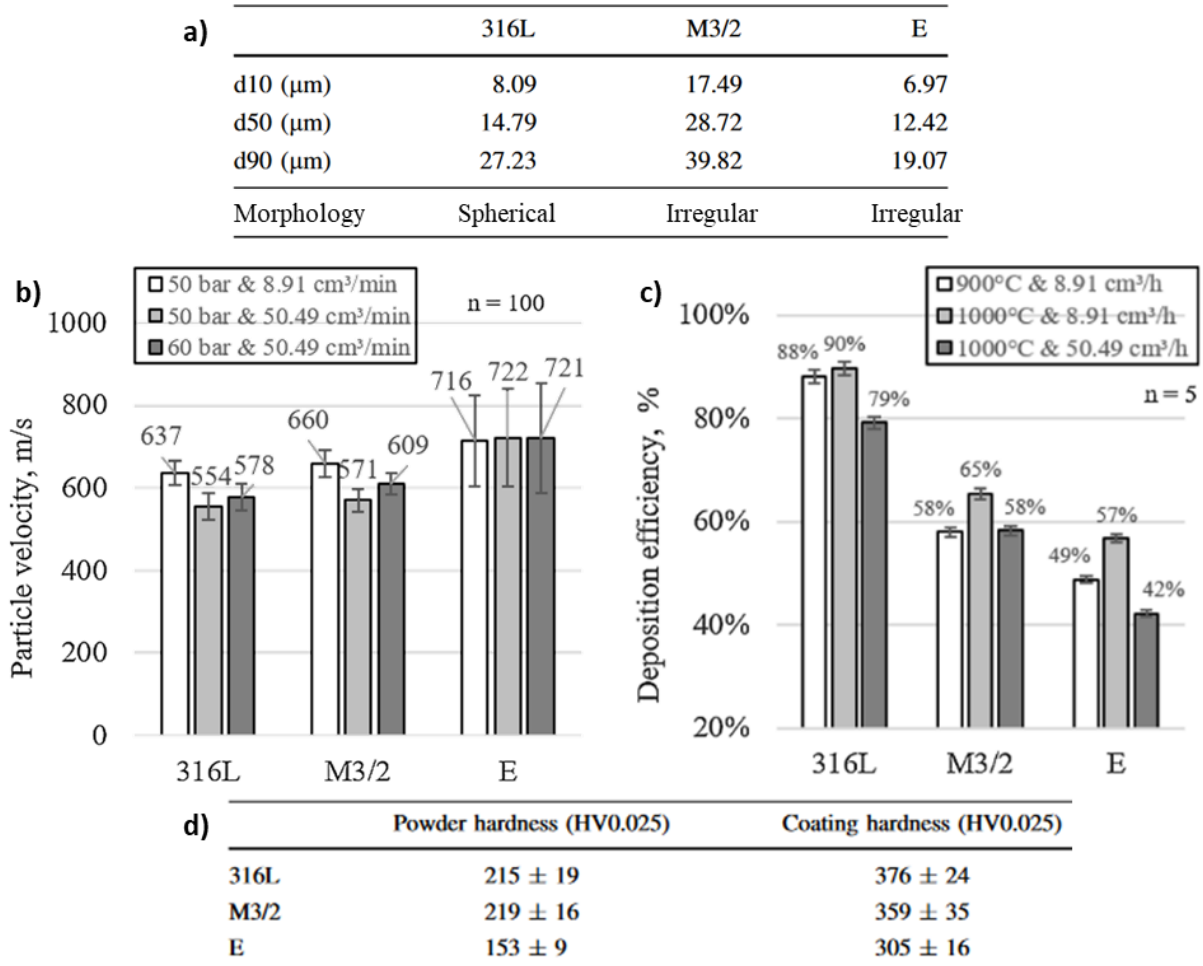 a)
316L M3/2 E
d10 (μm) 8.09 17.49 6.97
d50 (μm) 14.79 28.72 12.42
d90 (μm) 27.23 39.82 19.07
Morphology Spherical Irregular Irregular
b)
50 bar & 8.91 cm³/min
50 bar & 50.49 cm³/min
60 bar & 50.49 cm³/min
n = 100
Particle velocity, m/s
1000
800
600
400
200
0
637
554
578
660
571
609
716
722
721
316L M3/2 E
c)
900°C & 8.91 cm³/h
1000°C & 8.91 cm³/h
1000°C & 50.49 cm³/h
n = 5
Deposition efficiency, %
100%
80%
60%
40%
20%
88%
90%
79%
58%
65%
58%
49%
57%
42%
316L M3/2 E
d)
Powder hardness (HV0.025) Coating hardness (HV0.025)
316L 215 ± 19 376 ± 24
M3/2 219 ± 16 359 ± 35
E 153 ± 9 305 ± 16